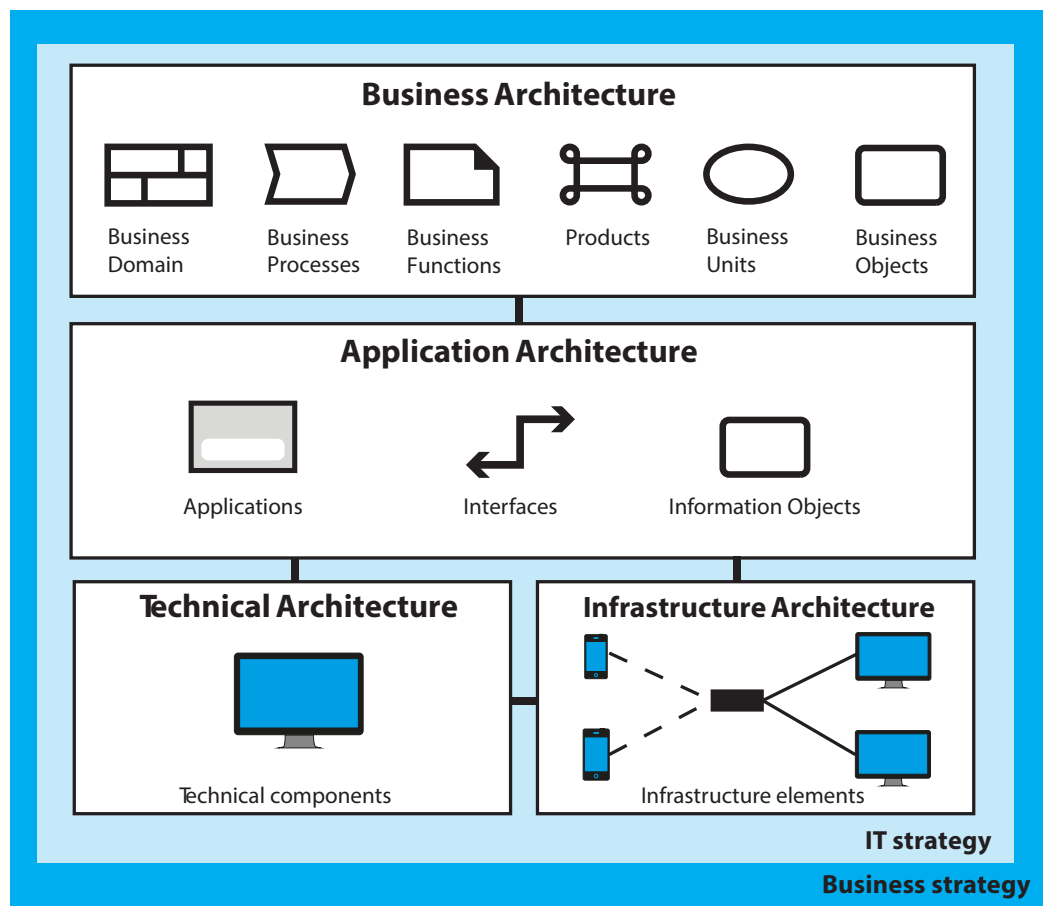 Business Architecture
Business
Domain
Business
Processes
Business
Functions
Products
Business
Units
Business
Objects
Application Architecture
Applications
Interfaces
Information Objects
Technical Architecture
Technical components
Infrastructure Architecture
Infrastructure elements
IT strategy
Business strategy